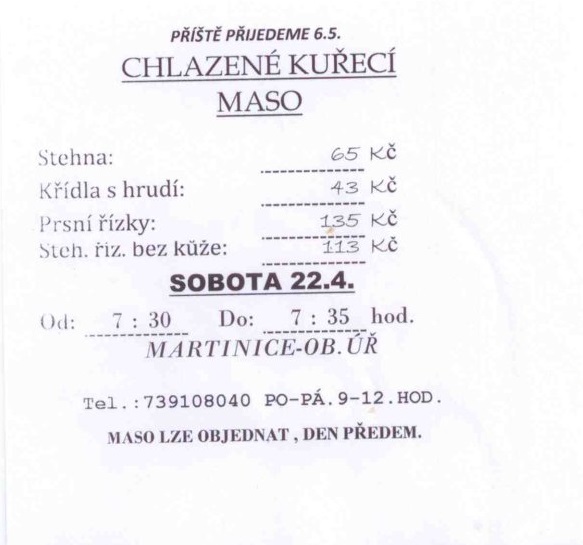 PŘÍŠTĚ PŘIJEDEME 6.5.
CHLAZENÉ KUŘECÍ
MASO
Stehna: 65 Kč
Křídla s hrudí: 43 Kč
Prsní řízky: 135 Kč
Steh. říz. bez kůže: 113 Kč
SOBOTA 22.4.
Od: 7 : 30 Do: 7 : 35 hod.
MARTINICE-OB.ÚŘ
Tel.:739108040 PO-PÁ.9-12.HOD.
MASO LZE OBJEDNAT , DEN PŘEDEM.